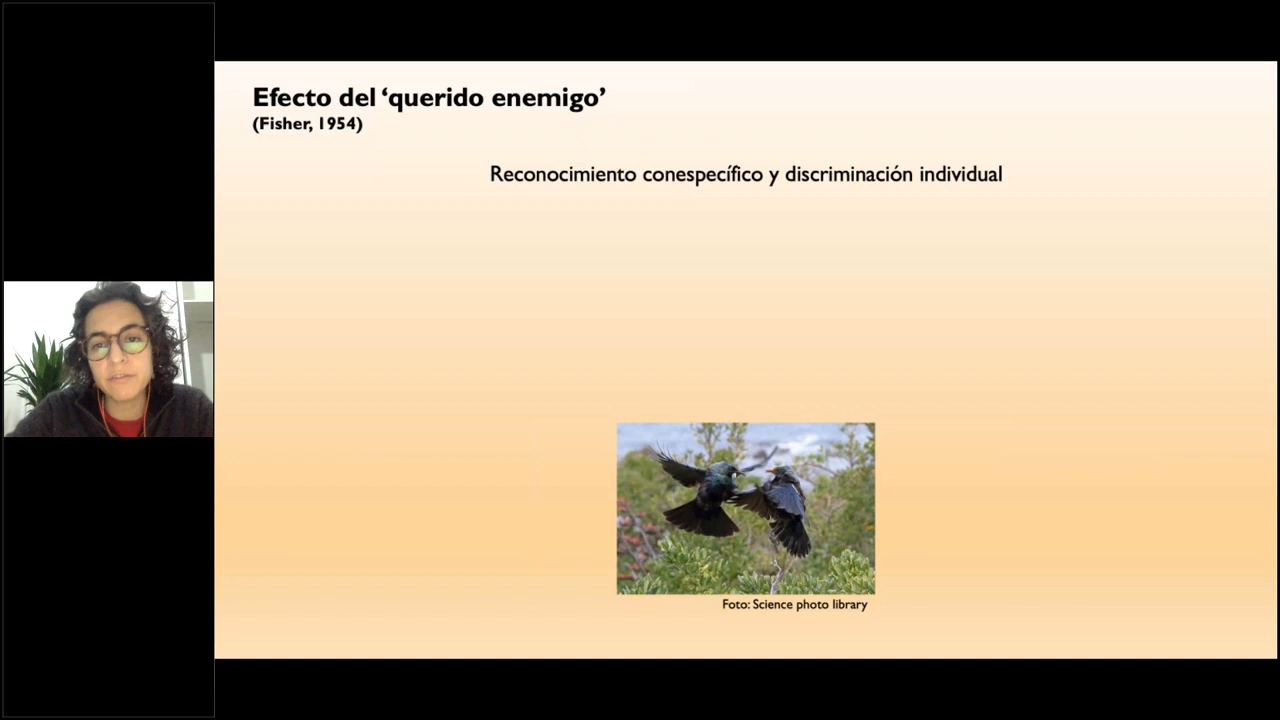 Efecto del ‘querido enemigo’
(Fisher, 1954)
Reconocimiento conespecífico y discriminación individual
Foto: Science photo library